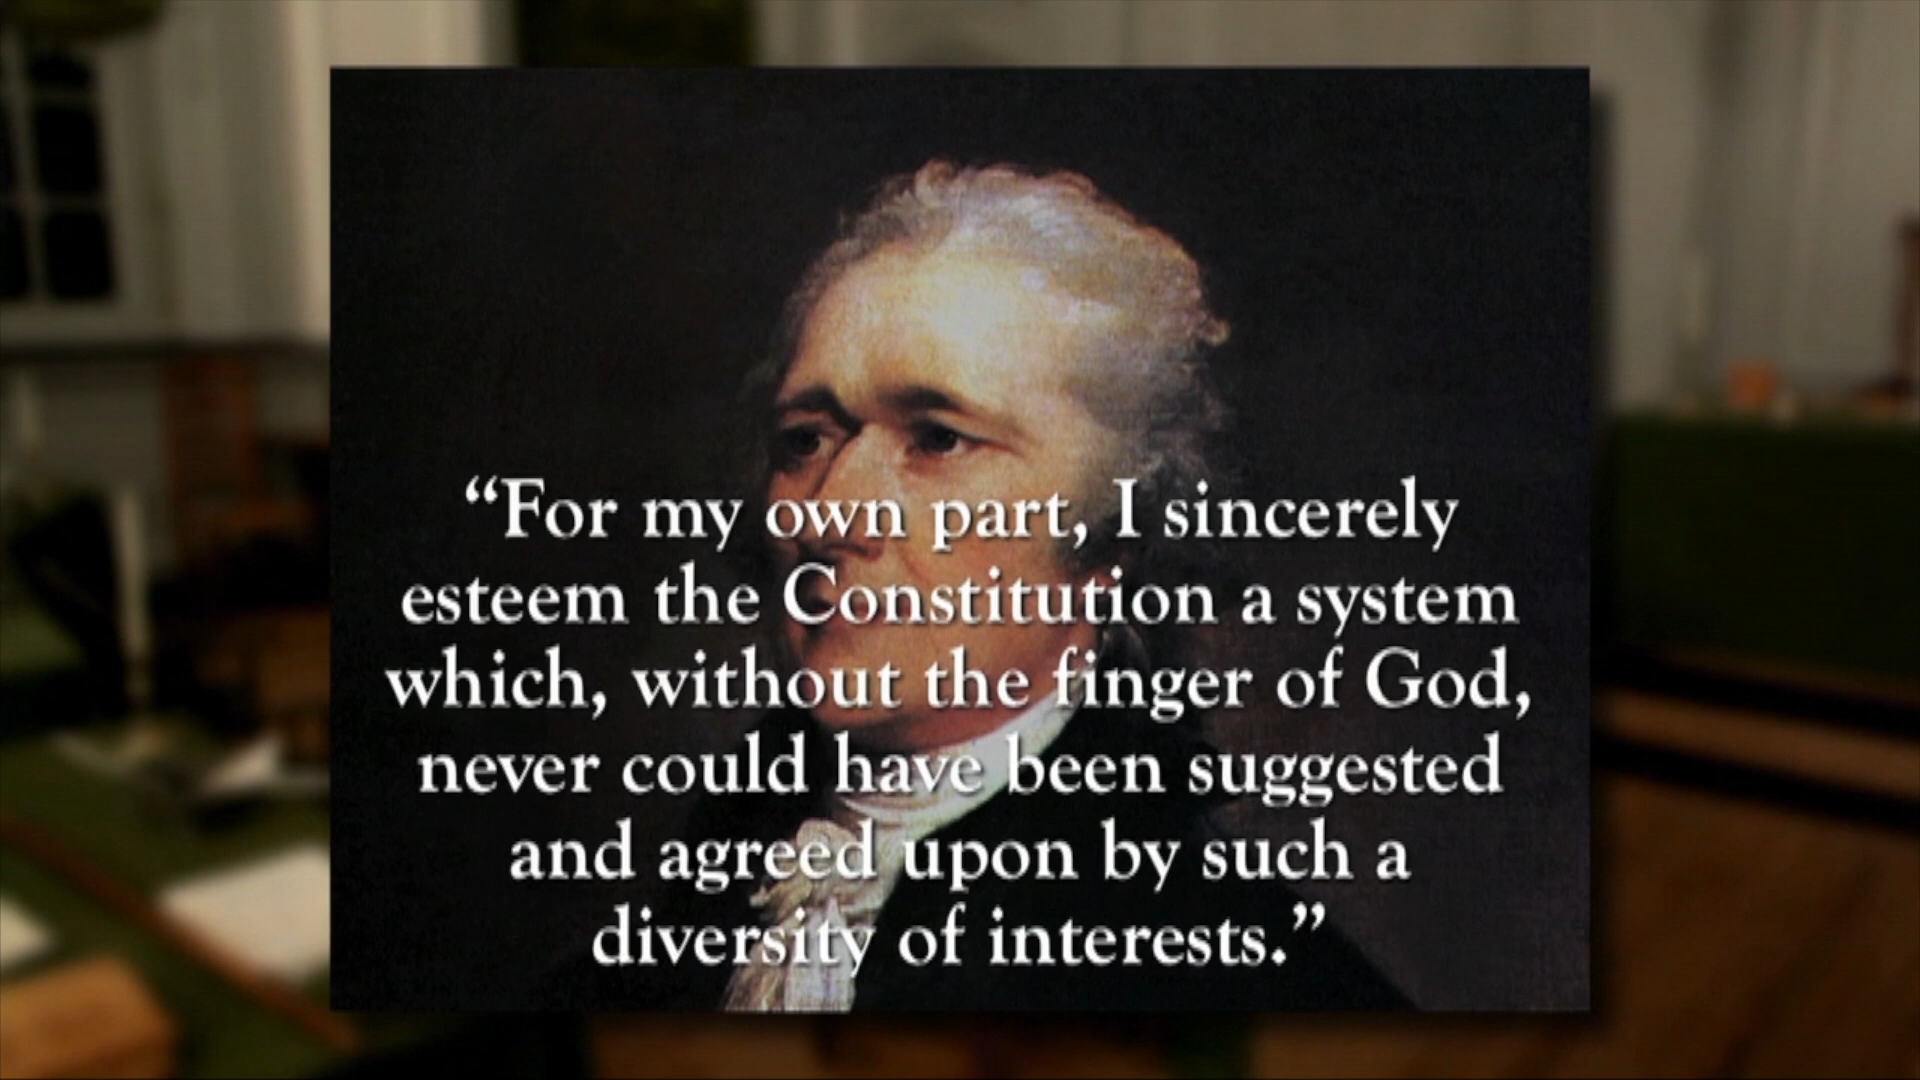 “For my own part, I sincerely
esteem the Constitution a system
which, without the finger of God,
never could have been suggested
and agreed upon by such a
diversity of interests.”